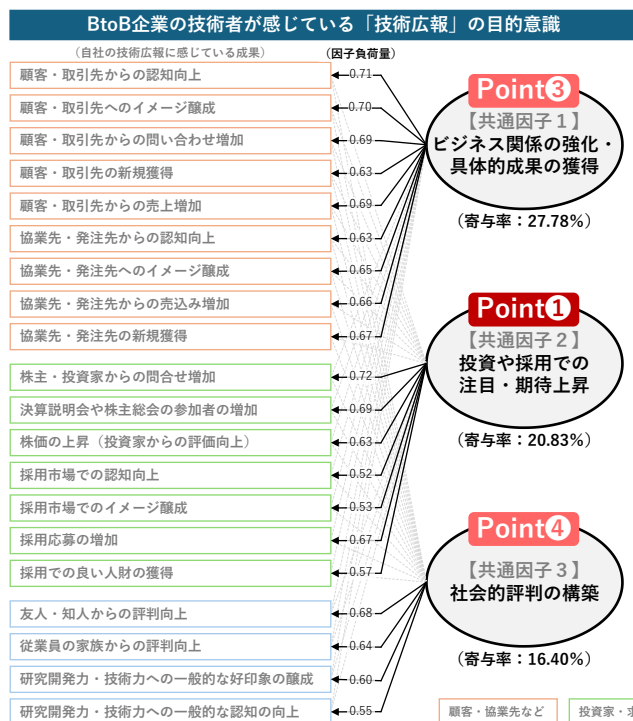 BtoB企業の技術者が感じている「技術広報」の目的意識
（自社の技術広報に感じている成果）
（因子負荷量）
顧客・取引先からの認知向上
0.71
顧客・取引先へのイメージ醸成
0.70
顧客・取引先からの問い合わせ増加
0.69
顧客・取引先の新規獲得
0.63
顧客・取引先からの売上増加
0.69
協業先・発注先からの認知向上
0.63
協業先・発注先へのイメージ醸成
0.65
協業先・発注先からの売込み増加
0.66
協業先・発注先の新規獲得
0.67
株主・投資家からの問合せ増加
0.72
決算説明会や株主総会の参加者の増加
0.69
株価の上昇（投資家からの評価向上）
0.63
採用市場での認知向上
0.52
採用市場でのイメージ醸成
0.53
採用応募の増加
0.67
採用での良い人財の獲得
0.57
友人・知人からの評判向上
0.68
従業員の家族からの評判向上
0.64
研究開発力・技術力への一般的な好印象の醸成
0.60
研究開発力・技術力への一般的な認知の向上
0.55
Point❸
【共通因子１】
ビジネス関係の強化・
具体的成果の獲得
（寄与率：27.78%）
Point❶
【共通因子２】
投資や採用での
注目・期待上昇
（寄与率：20.83%）
Point❹
【共通因子３】
社会的評判の構築
（寄与率：16.40%）
顧客・協業先など
投資家・